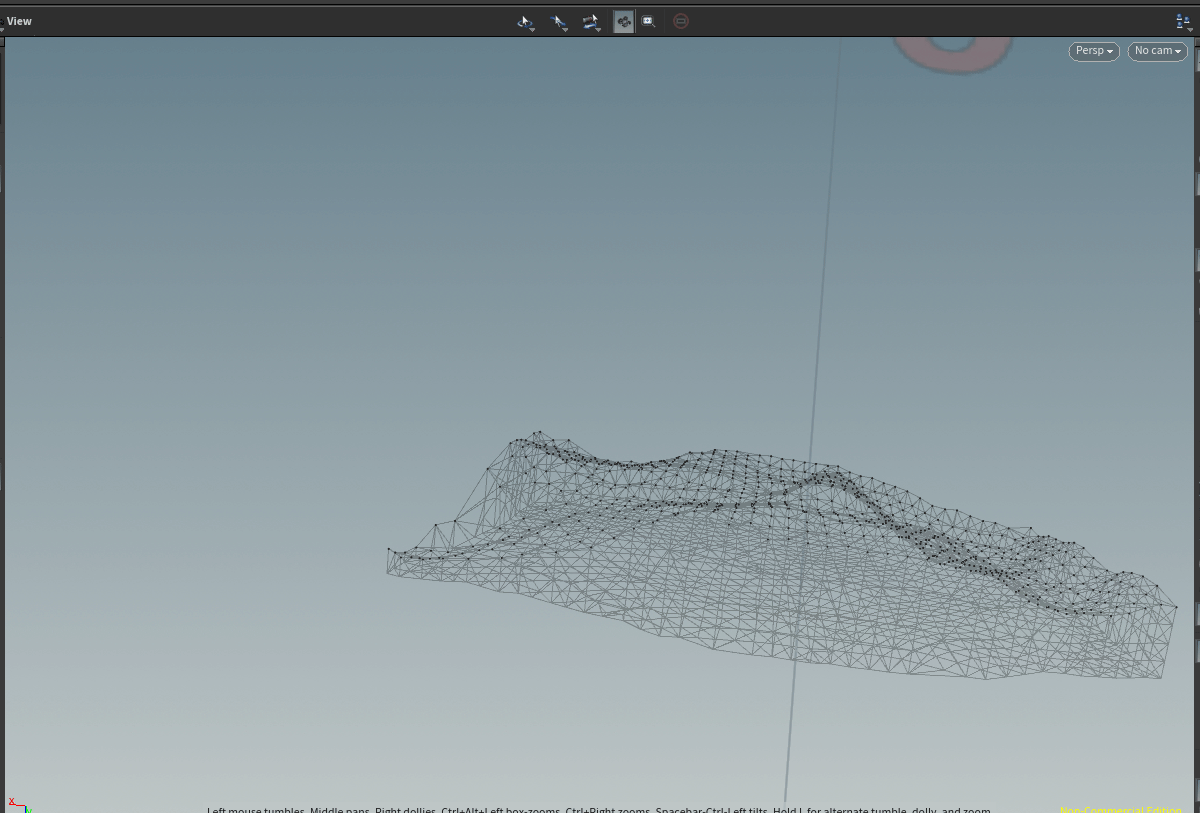 View
Persp
No cam
x
Left mouse tumbles. Middle pans. Right dollies. Ctrl+Alt+Left box-zooms. Ctrl+Right zooms. Spacebar-Ctrl-Left tilts. Hold L for alternate tumble, dolly, and zoom.
Non-Commercial Edition